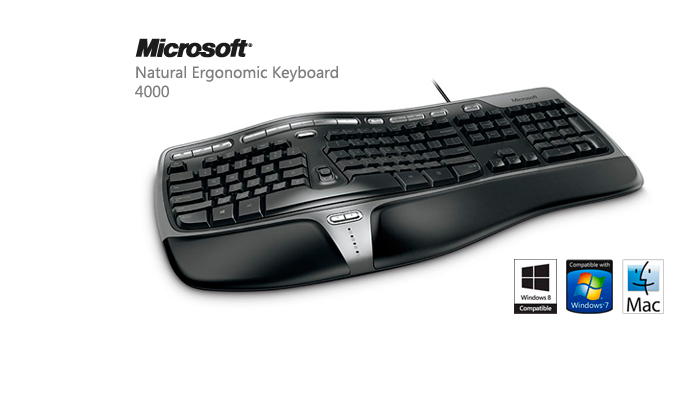 Microsoft®
Natural Ergonomic Keyboard
4000
Microsoft
Windows 8
Compatible
Compatible with
Windows®7
Mac